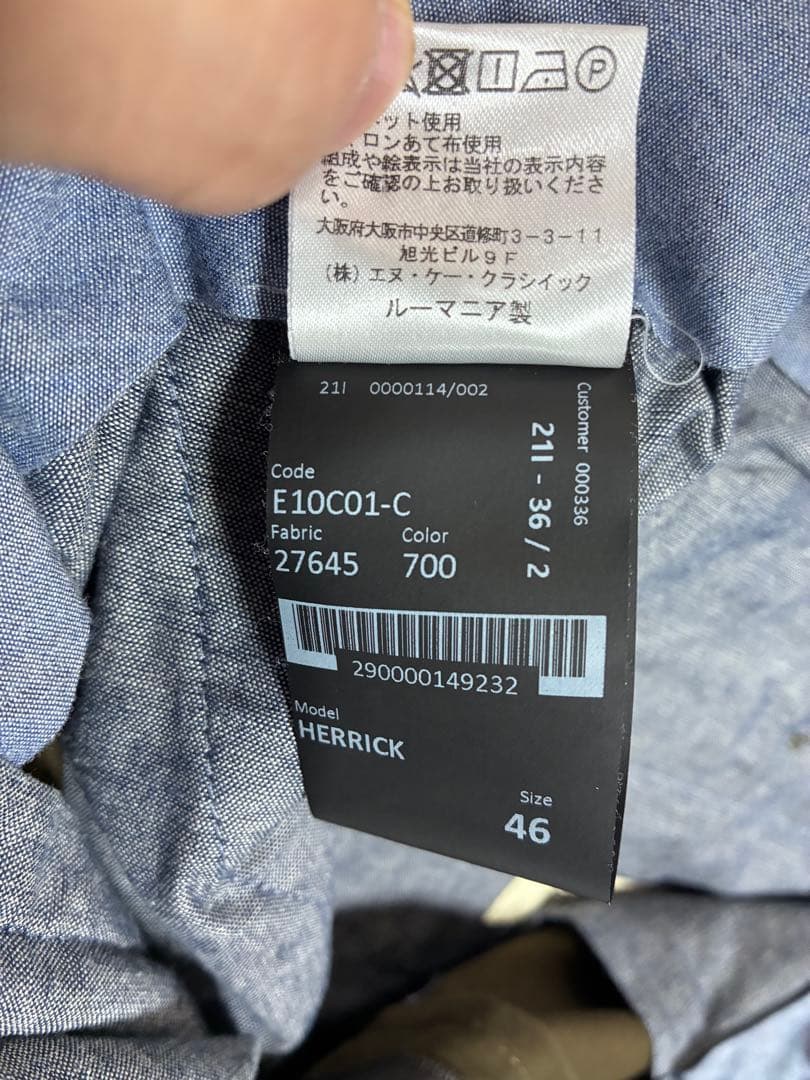 P
ット使用
ロンあて布使用
組成や絵表示は当社の表示内容
をご確認の上お取り扱いくださ
い。
大阪府大阪市中央区道修町3-3-11
旭光ビル9F
(株)エヌ・ケー・クラシイック
ルーマニア製
21I 0000114/002
Customer 000336
21I - 36 / 2
Code
E10C01-C
Fabric Color
27645 700
290000149232
Model
HERRICK
Size
46